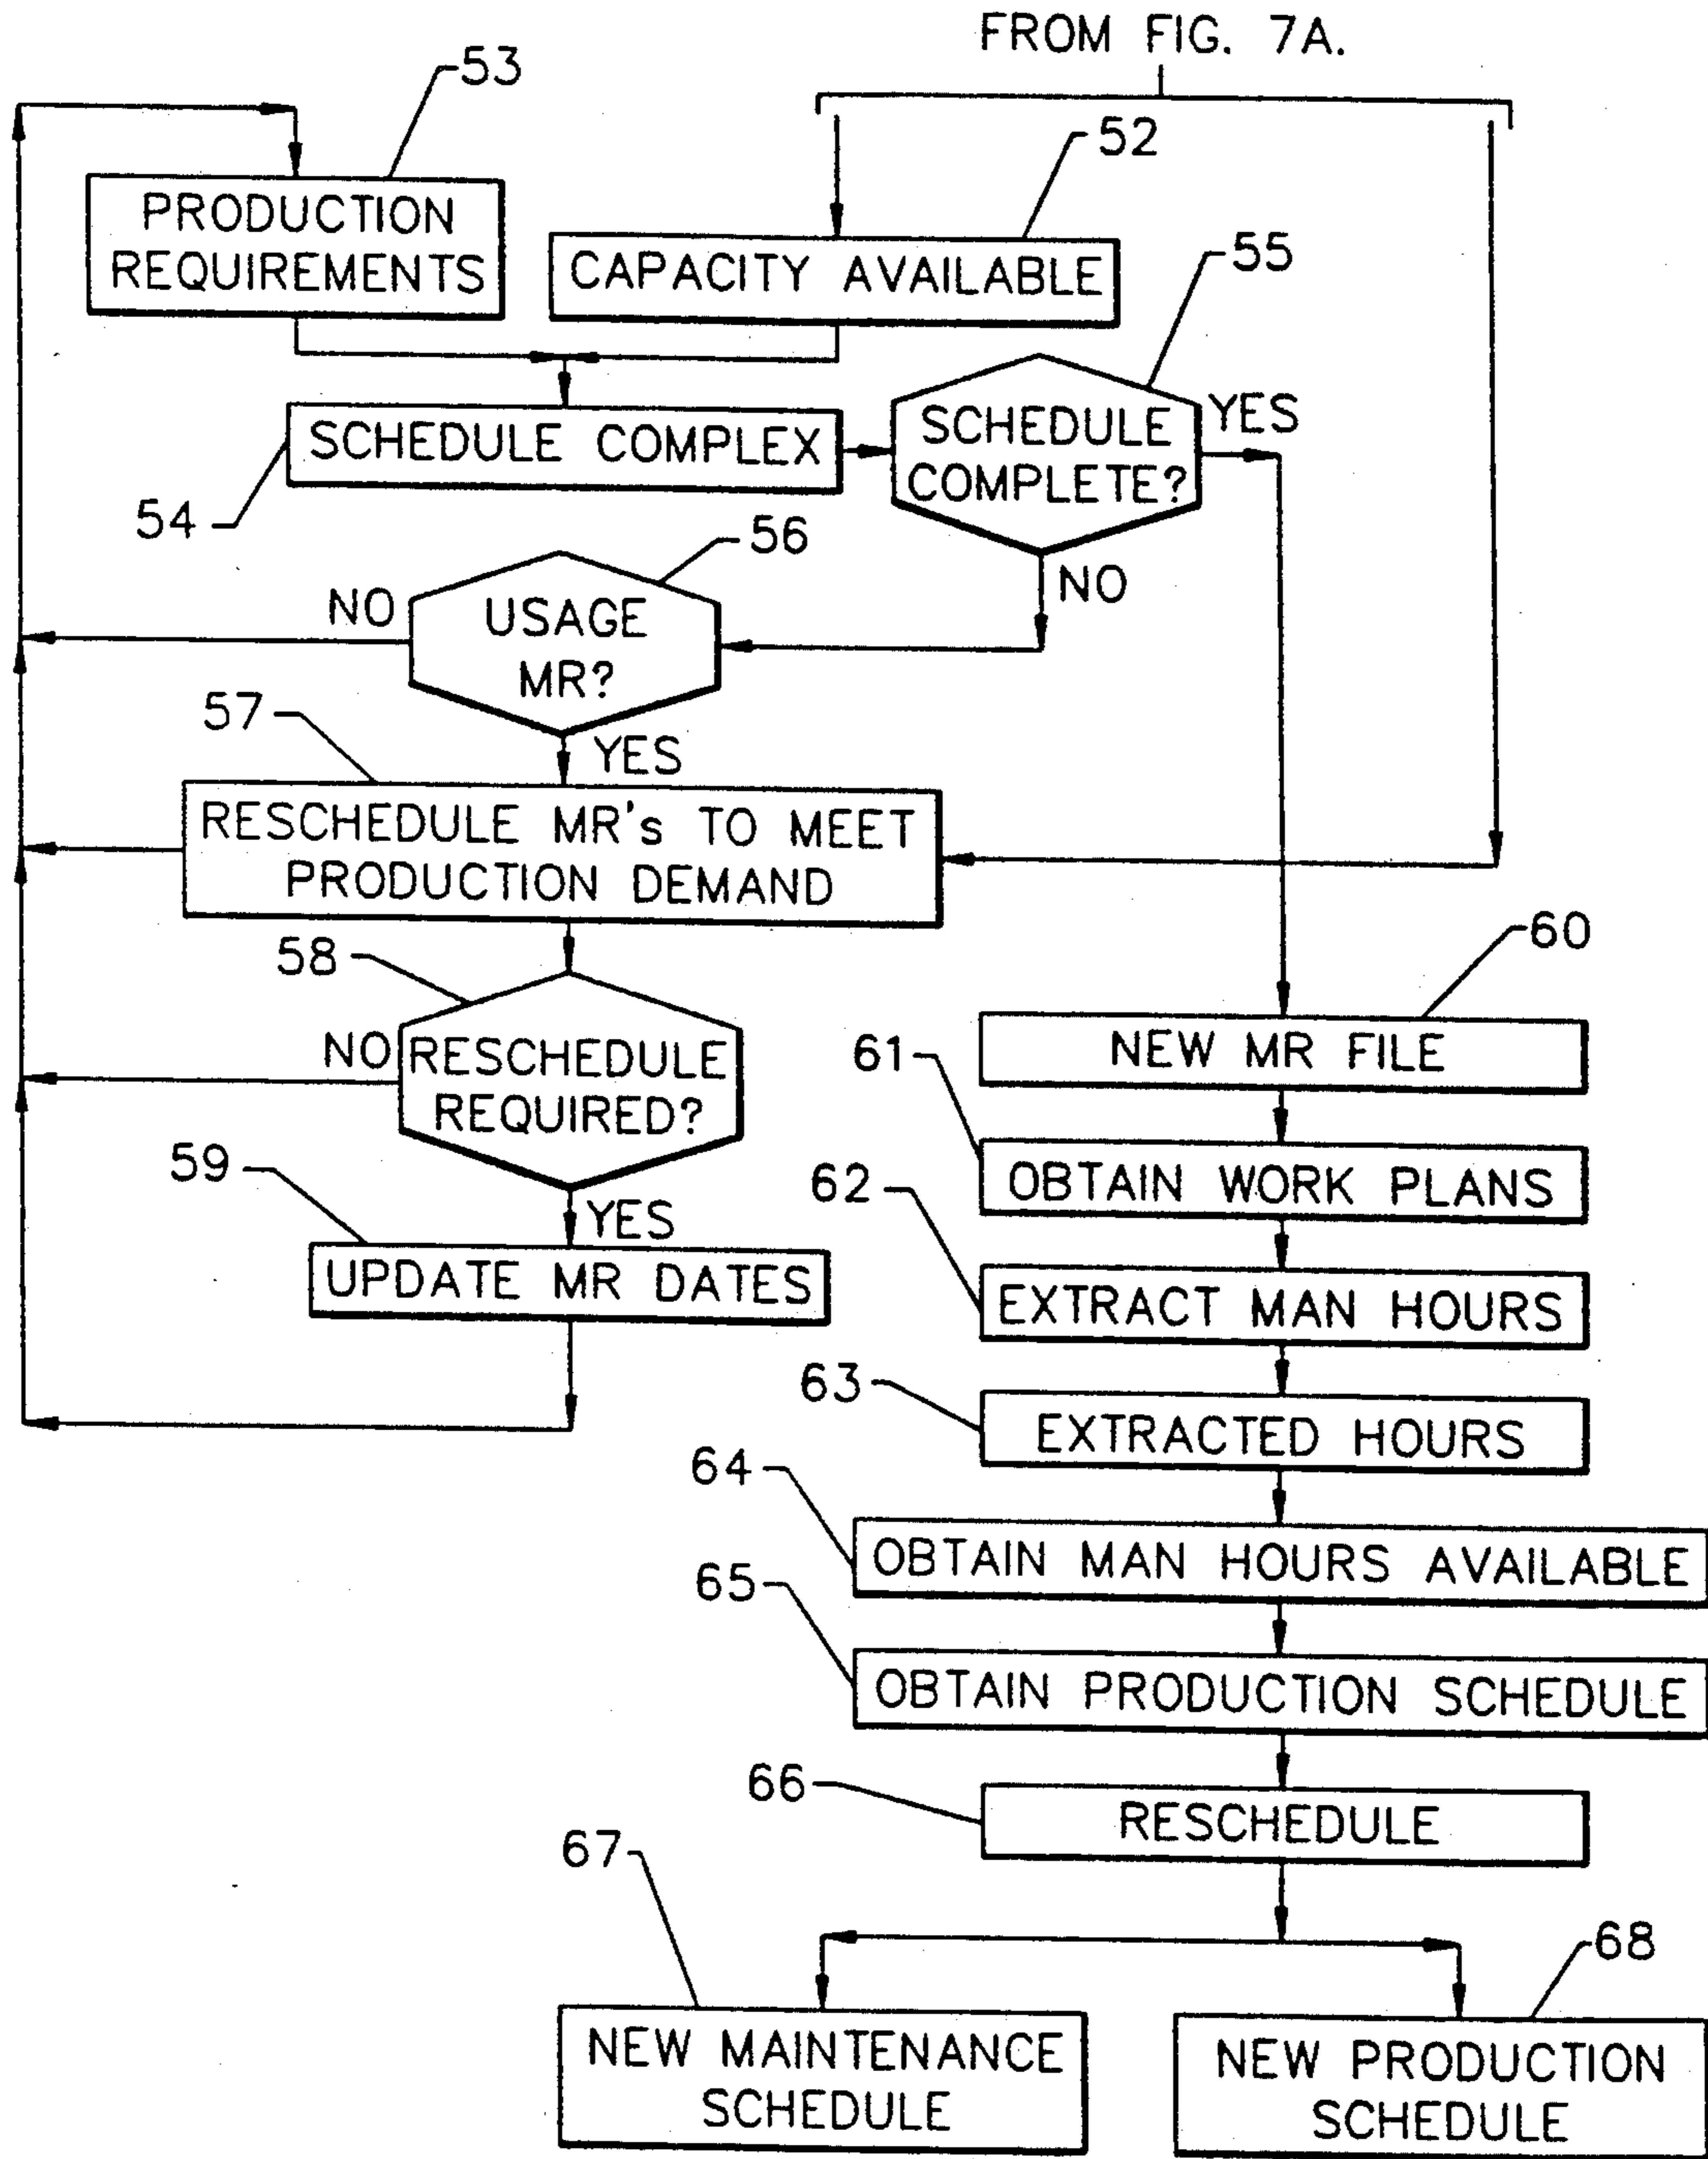 FROM FIG. 7A.
53
52
PRODUCTION
REQUIREMENTS
CAPACITY AVAILABLE
55
SCHEDULE COMPLEX
SCHEDULE
COMPLETE?
YES
54
56
NO
NO
USAGE
MR?
57
YES
RESCHEDULE MR's TO MEET
PRODUCTION DEMAND
58
60
NO
RESCHEDULE
REQUIRED?
NEW MR FILE
61
59
YES
OBTAIN WORK PLANS
62
UPDATE MR DATES
EXTRACT MAN HOURS
63
EXTRACTED HOURS
64
OBTAIN MAN HOURS AVAILABLE
65
OBTAIN PRODUCTION SCHEDULE
66
RESCHEDULE
67
68
NEW MAINTENANCE
SCHEDULE
NEW PRODUCTION
SCHEDULE